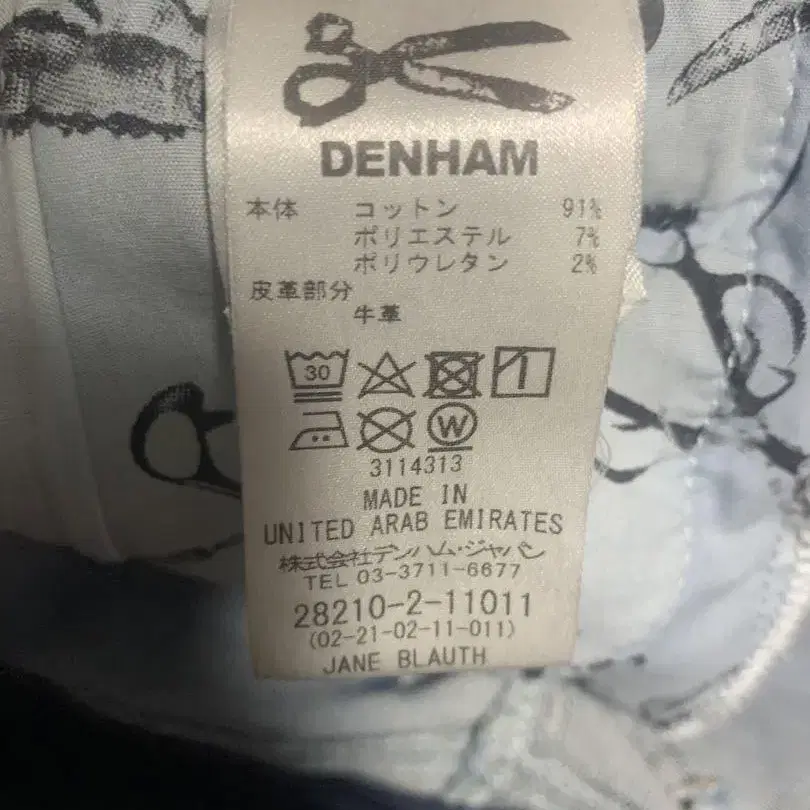 DENHAM
本体 コットン 91%
ポリエステル 7%
ポリウレタン 2%
皮革部分
牛革
30
W
3114313
MADE IN
UNITED ARAB EMIRATES
株式会社デンハム・ジャパン
TEL 03-3711-6677
28210-2-11011
(02-21-02-11-011)
JANE BLAUTH